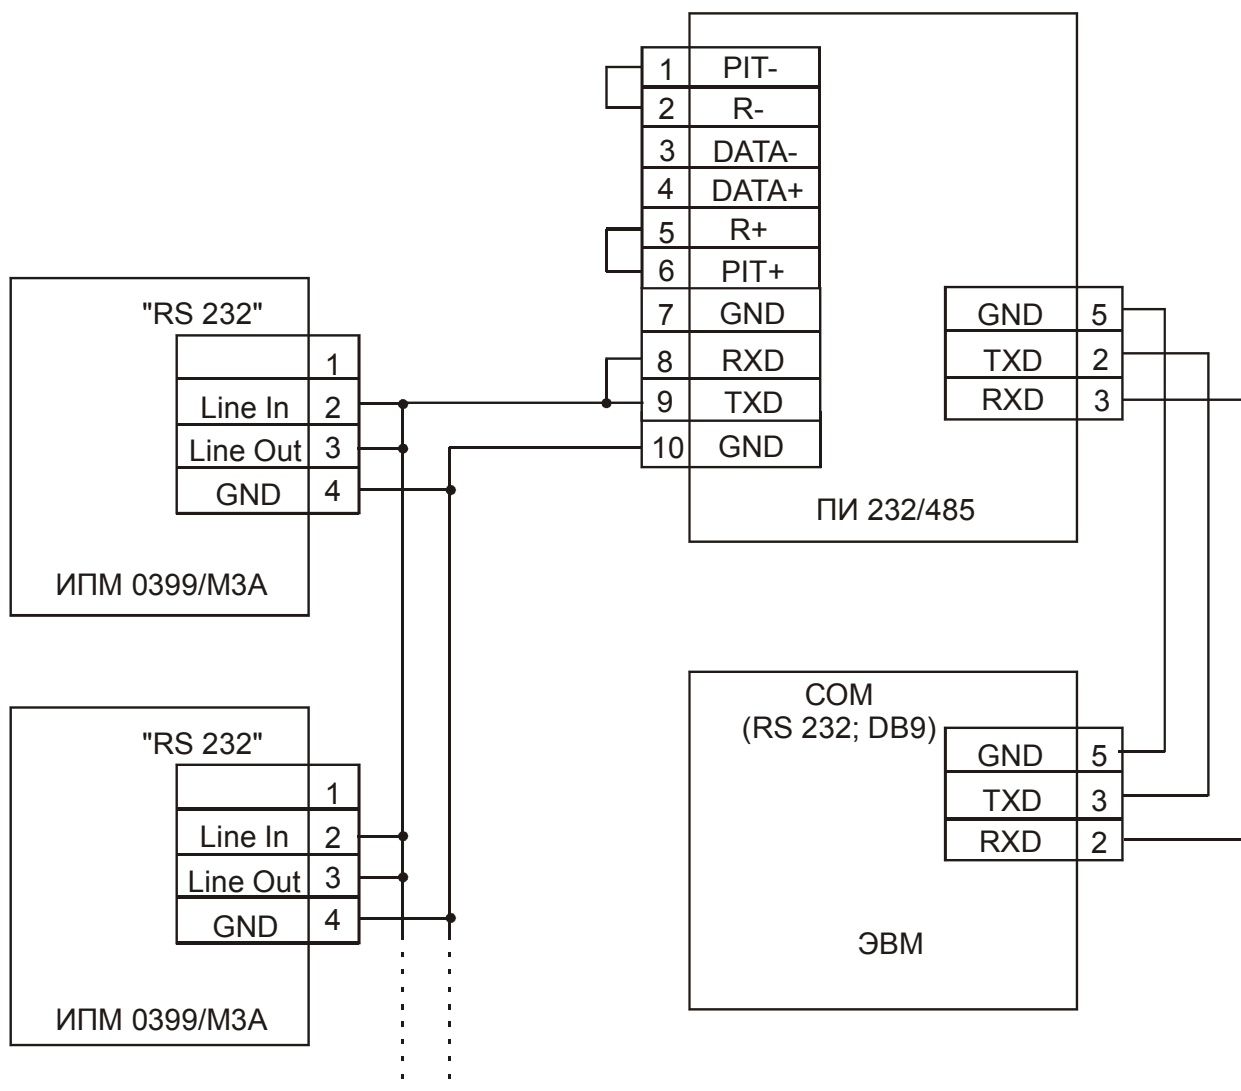 1 PIT-
2 R-
3 DATA-
4 DATA+
5 R+
6 PIT+
7 GND
8 RXD
9 TXD
10 GND
GND 5
TXD 2
RXD 3
ПИ 232/485
"RS 232"
1
Line In 2
Line Out 3
GND 4
ИПМ 0399/М3А
"RS 232"
1
Line In 2
Line Out 3
GND 4
ИПМ 0399/М3А
COM
(RS 232; DB9)
GND 5
TXD 3
RXD 2
ЭВМ